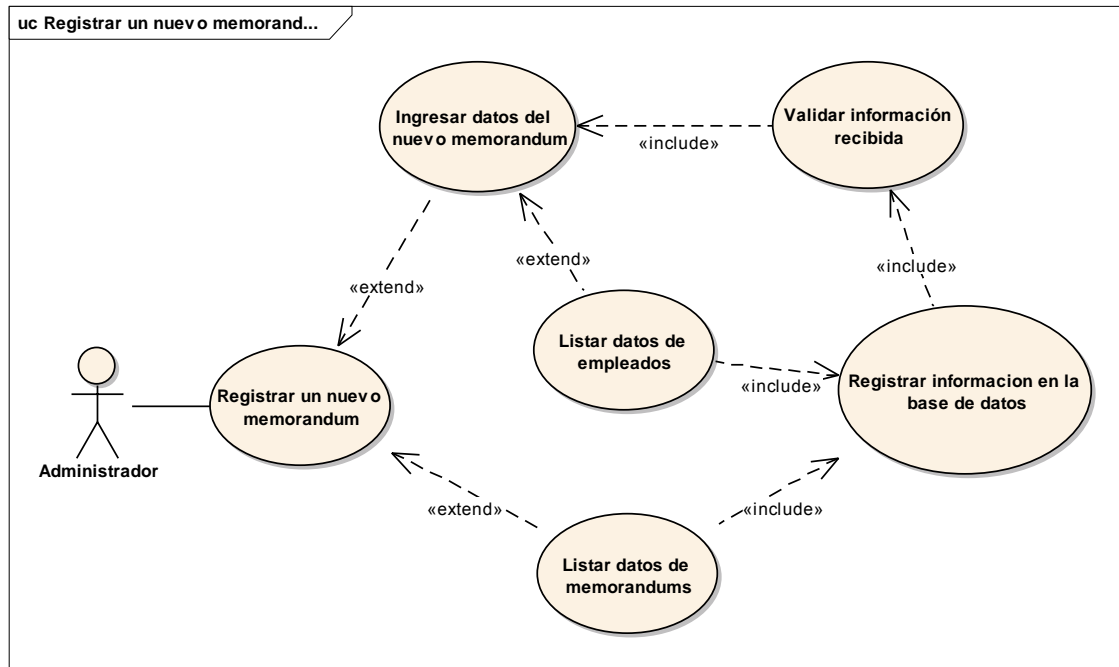 uc Registrar un nuevo memorand...
Ingresar datos del
nuevo memorandum
Validar información
recibida
«include»
«extend»
«extend»
«include»
Listar datos de
empleados
«include»
Registrar informacion en la
base de datos
Registrar un nuevo
memorandum
Administrador
«extend»
«include»
Listar datos de
memorandums